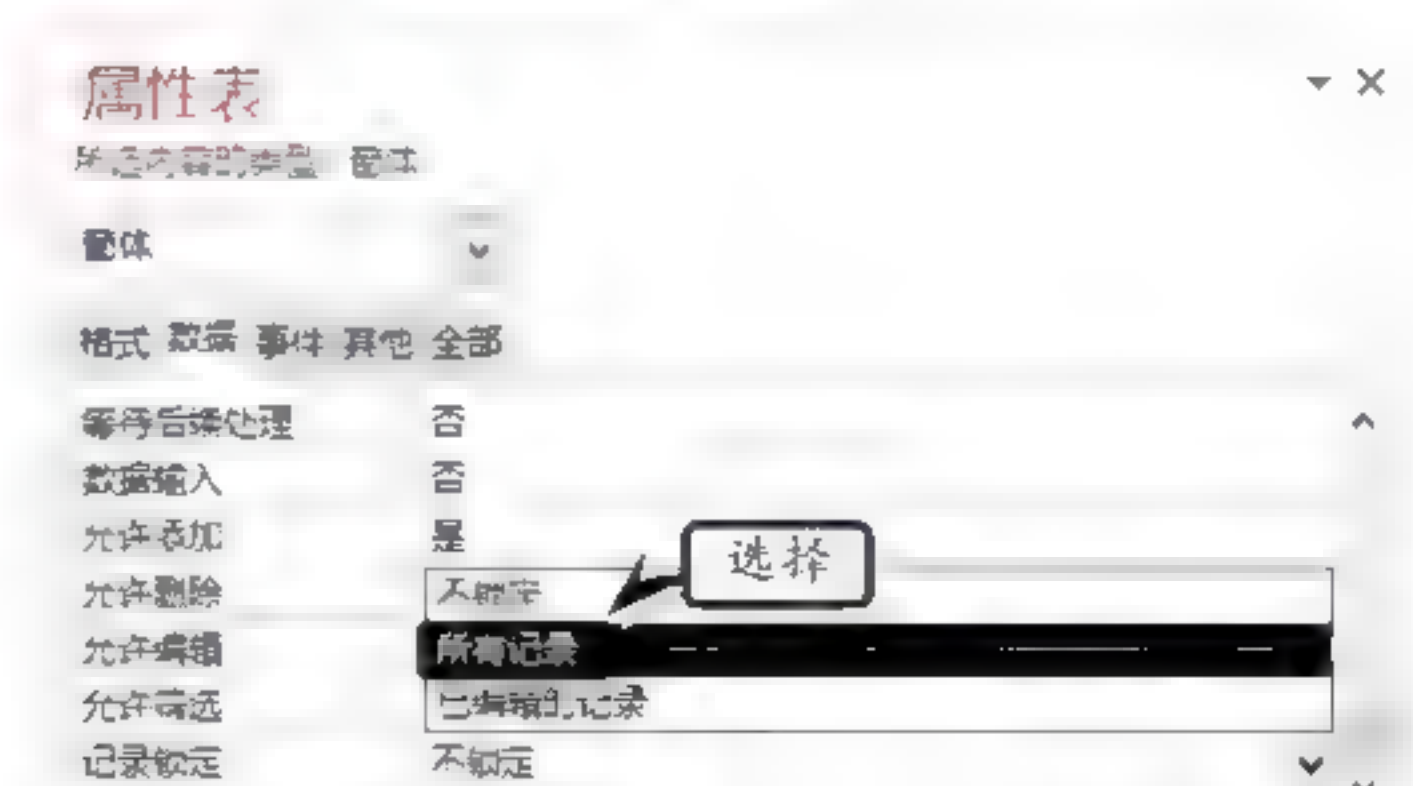 属性表
所选内容的类型: 窗体
窗体
格式 数据 事件 其他 全部
等待后续处理 否
数据输入 否
允许添加 是
选择
允许删除 不锁定
允许编辑 所有记录
允许筛选 已编辑的记录
记录锁定 不锁定